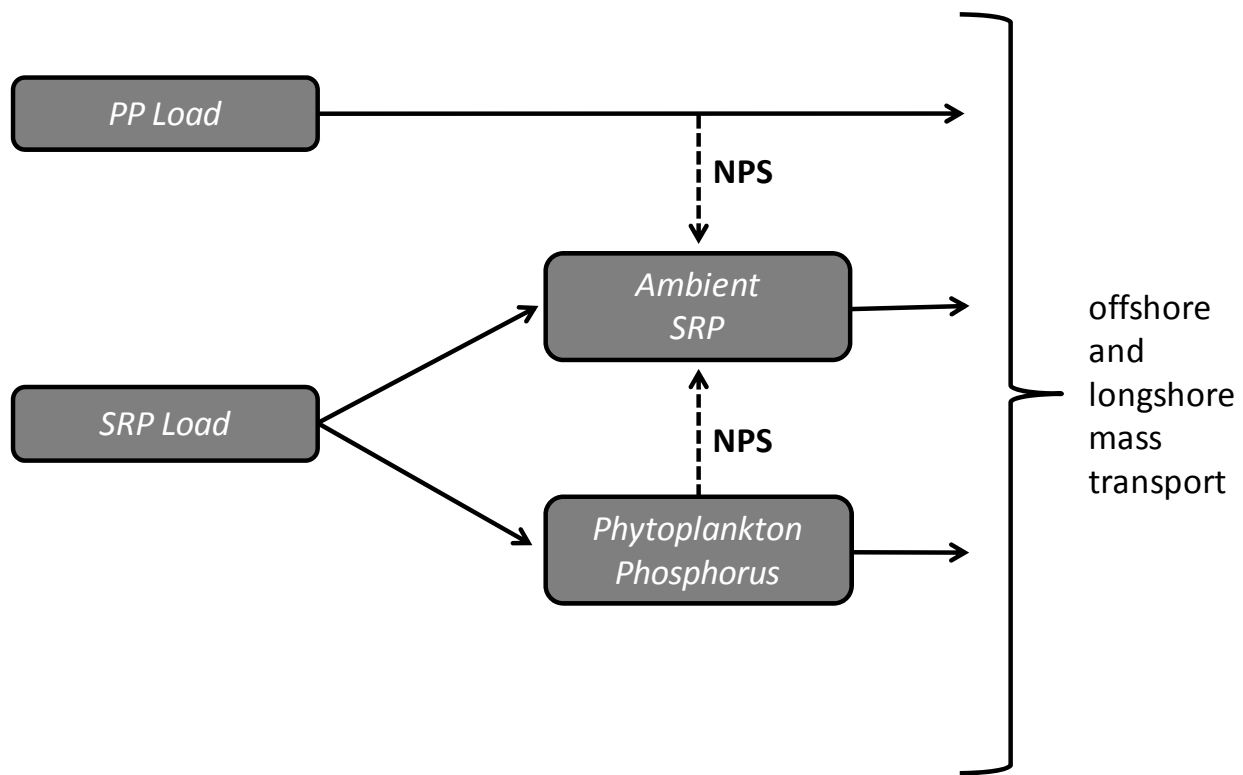 PP Load
NPS
Ambient
SRP
SRP Load
NPS
Phytoplankton
Phosphorus
offshore
and
longshore
mass
transport